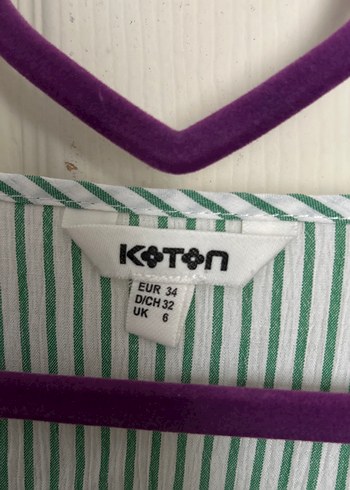 KOTON
EUR 34
D/CH 32
UK 6